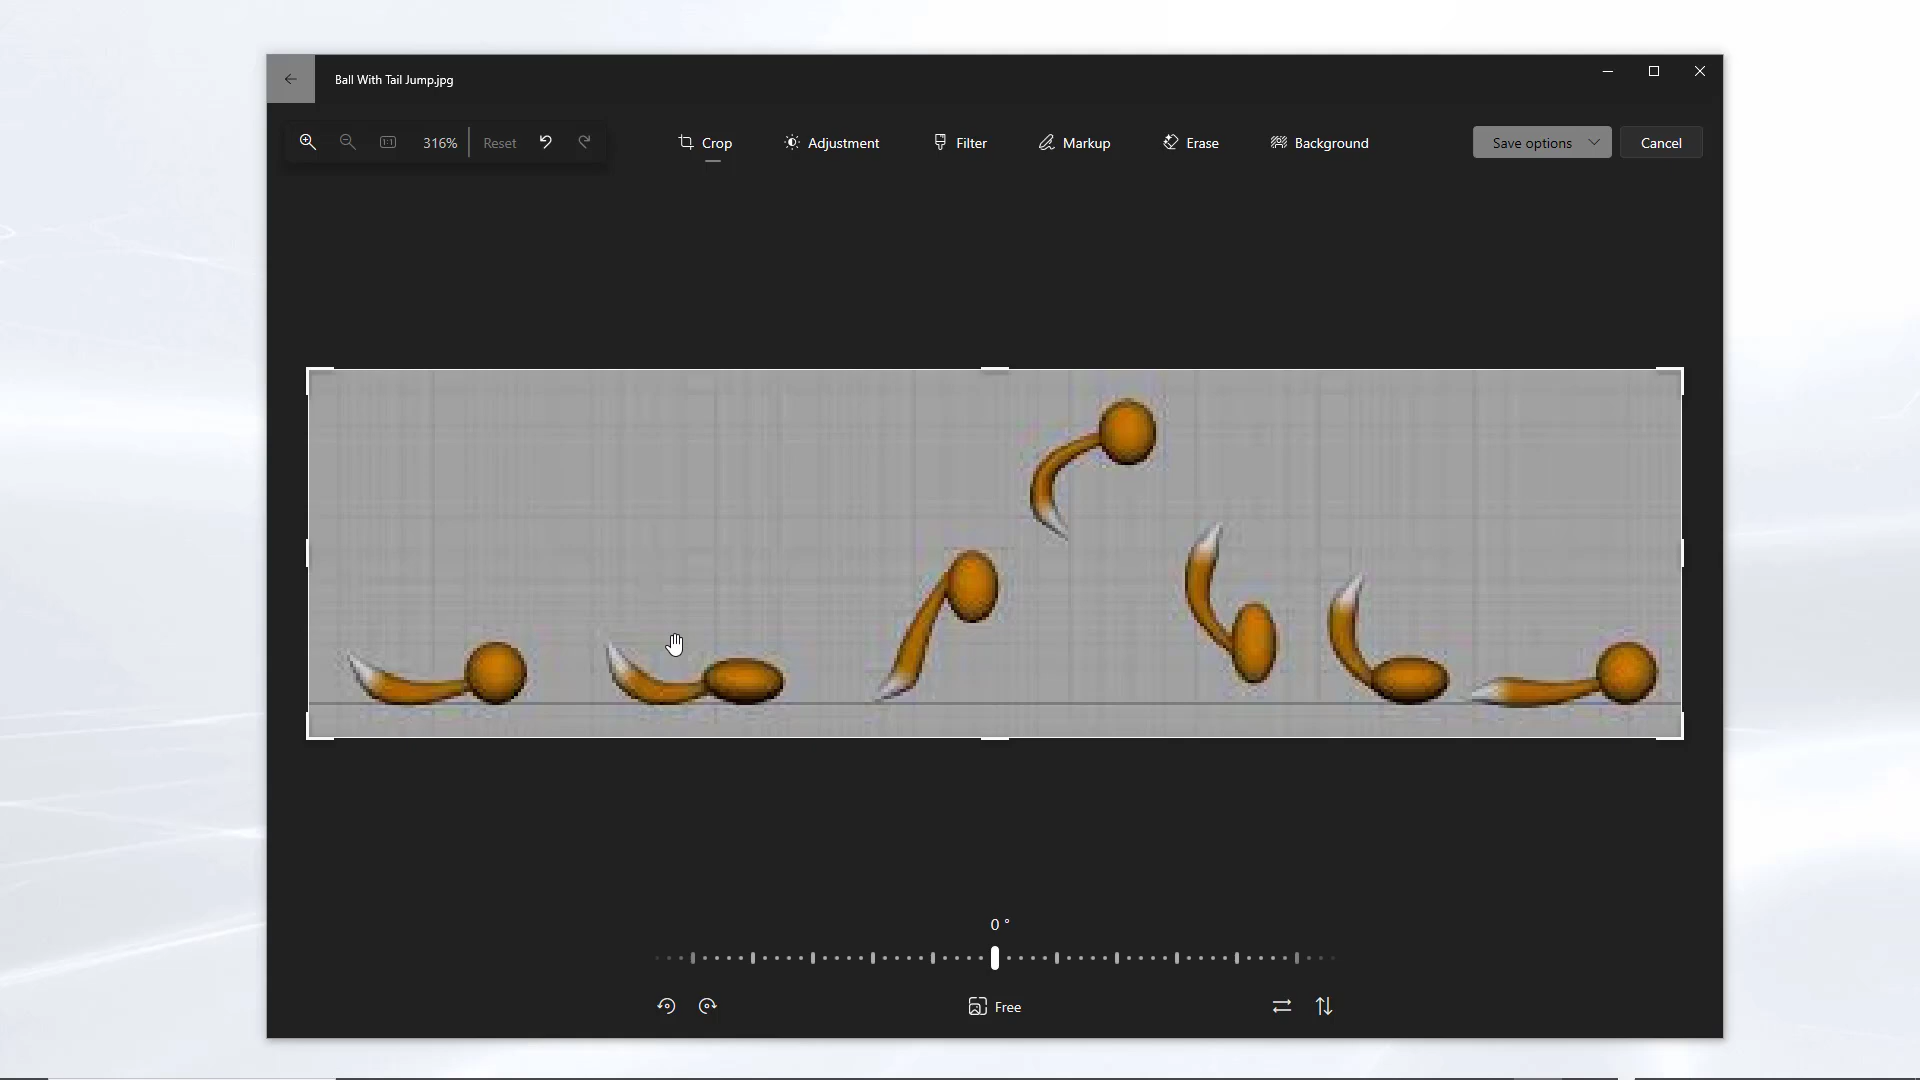 Ball With Tail Jump.jpg
316% Reset Crop Adjustment Filter Markup Erase Background Save options Cancel
0 °
Free